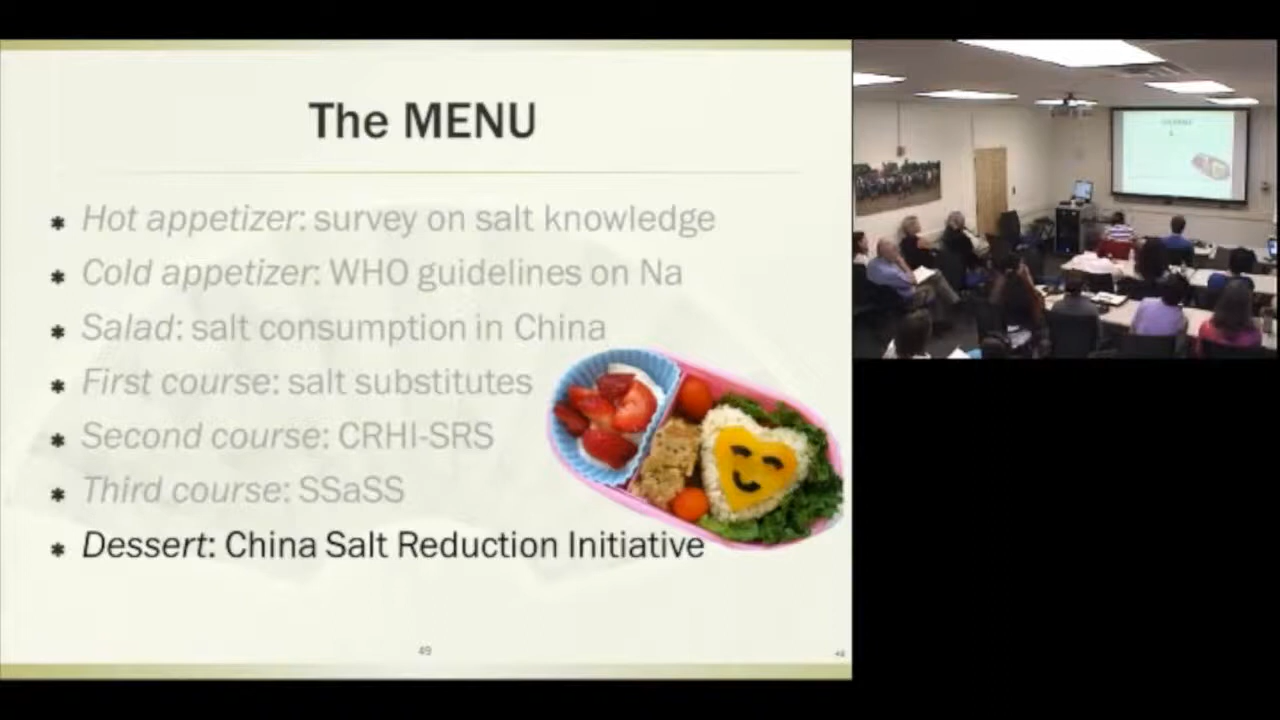 The MENU
* Hot appetizer: survey on salt knowledge
* Cold appetizer: WHO guidelines on Na
* Salad: salt consumption in China
* First course: salt substitutes
* Second course: CRHI-SRS
* Third course: SSaSS
* Dessert: China Salt Reduction Initiative
49